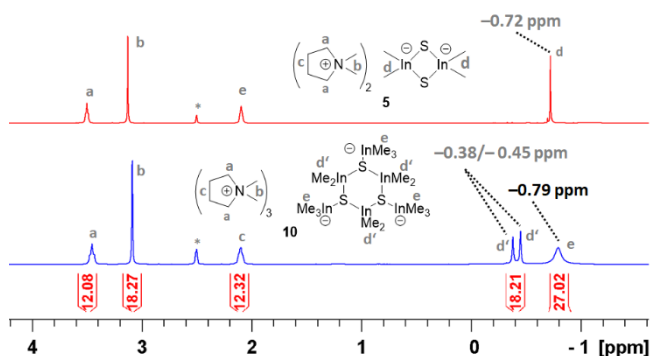 −0.72 ppm
b
a
c ⊕ N b
a
2
⊖ S ⊖
d In In d
S
5
d
a
*
e
b
a
c ⊕ N b
a
3
10
e
⊖ InMe3
d' S d'
Me2In InMe2
e e
Me3In S S InMe3
⊖ In ⊖
Me2
d'
−0.38/− 0.45 ppm
−0.79 ppm
a
*
c
d' d'
e
12.08
18.27
12.32
18.21
27.02
4 3 2 1 0 - 1 [ppm]